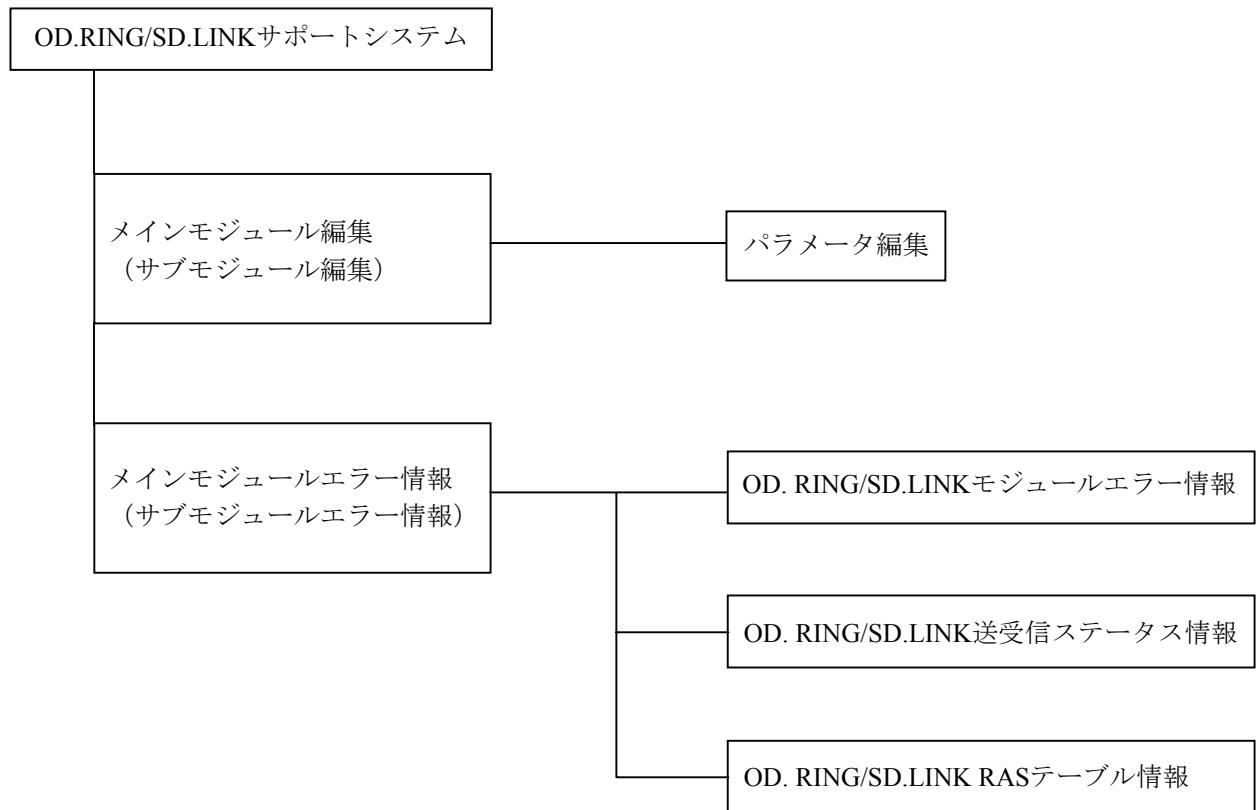 OD.RING/SD.LINKサポートシステム
メインモジュール編集
（サブモジュール編集）
パラメータ編集
メインモジュールエラー情報
（サブモジュールエラー情報）
OD. RING/SD.LINKモジュールエラー情報
OD. RING/SD.LINK送受信ステータス情報
OD. RING/SD.LINK RASテーブル情報